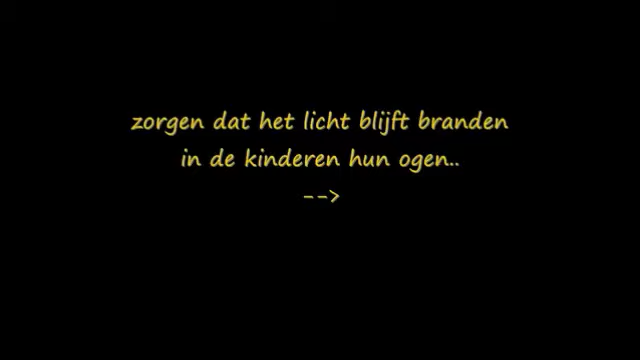 zorgen dat het licht blijft branden
in de kinderen hun ogen..
-->